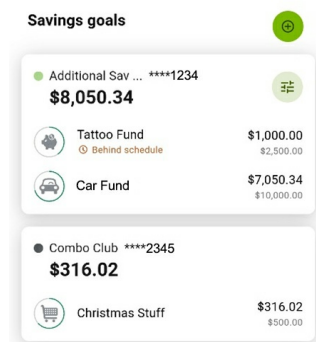 Savings goals
Additional Sav ... ****1234
$8,050.34
Tattoo Fund
Behind schedule
$1,000.00
$2,500.00
Car Fund
$7,050.34
$10,000.00
Combo Club ****2345
$316.02
Christmas Stuff
$316.02
$500.00